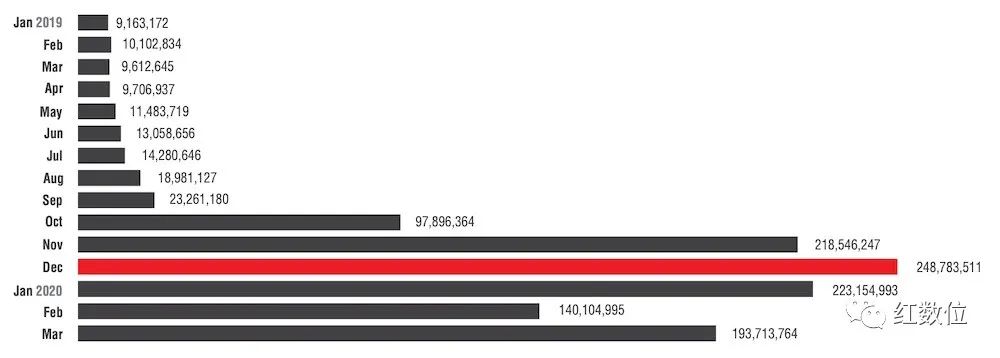 Jan 2019 9,163,172
Feb 10,102,834
Mar 9,612,645
Apr 9,706,937
May 11,483,719
Jun 13,058,656
Jul 14,280,646
Aug 18,981,127
Sep 23,261,180
Oct 97,896,364
Nov 218,546,247
Dec 248,783,511
Jan 2020 223,154,993
Feb 140,104,995
Mar 193,713,764
红数位